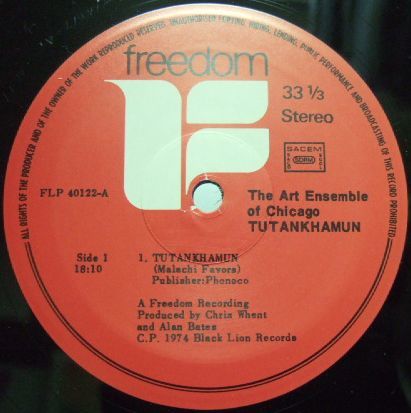 ALL RIGHTS OF THE PRODUCER AND OF THE OWNER OF THE WORK REPRODUCED RESERVED. UNAUTHORISED COPYING, HIRING, LENDING, PUBLIC PERFORMANCE AND BROADCASTING OF THIS RECORD PROHIBITED
freedom
33 1/3
Stereo
SACEM
SDRM
FLP 40122-A
The Art Ensemble
of Chicago
TUTANKHAMUN
Side 1
18:10
1. TUTANKHAMUN
(Malachi Favors)
Publisher:Phenoco
A Freedom Recording
Produced by Chris Whent
and Alan Bates
C.P. 1974 Black Lion Records